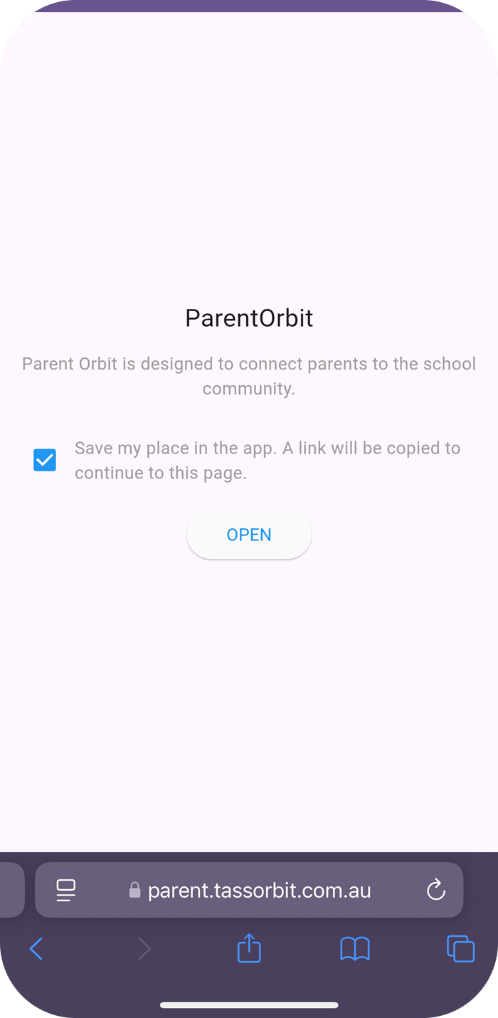 ParentOrbit
Parent Orbit is designed to connect parents to the school
community.
Save my place in the app. A link will be copied to
continue to this page.
OPEN
parent.tassorbit.com.au